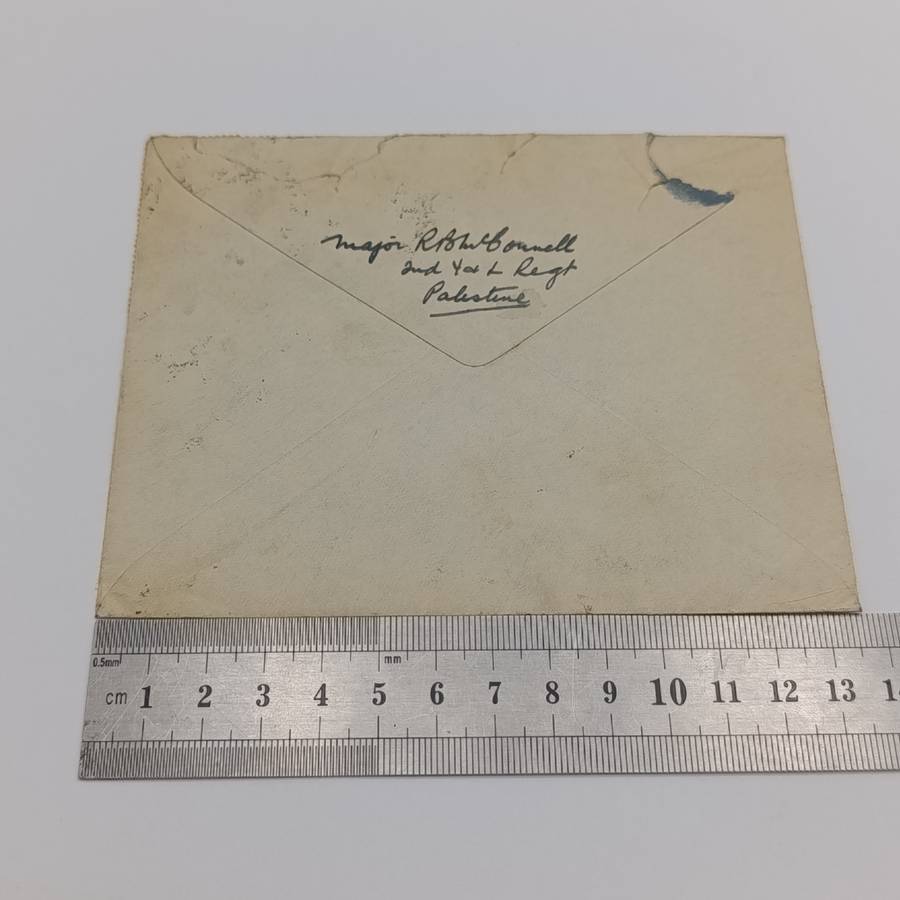 Major R B McConnell
2nd Y & L Regt
Palestine
0.5mm mm
cm 1 2 3 4 5 6 7 8 9 10 11 12 13 14